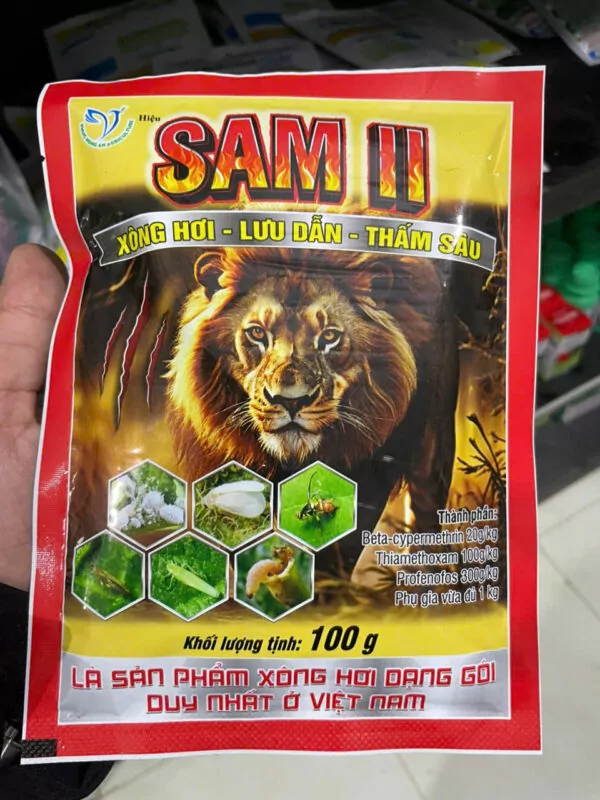 Hiệu
SAM II
XÔNG HƠI - LƯU DẪN - THẤM SÂU
Thành phần:
Beta-cypermethrin 20g/kg
Thiamethoxam 100g/kg
Profenofos 300g/kg
Phụ gia vừa đủ 1 kg
Khối lượng tịnh: 100 g
LÀ SẢN PHẨM XÔNG HƠI DẠNG GÓI
DUY NHẤT Ở VIỆT NAM